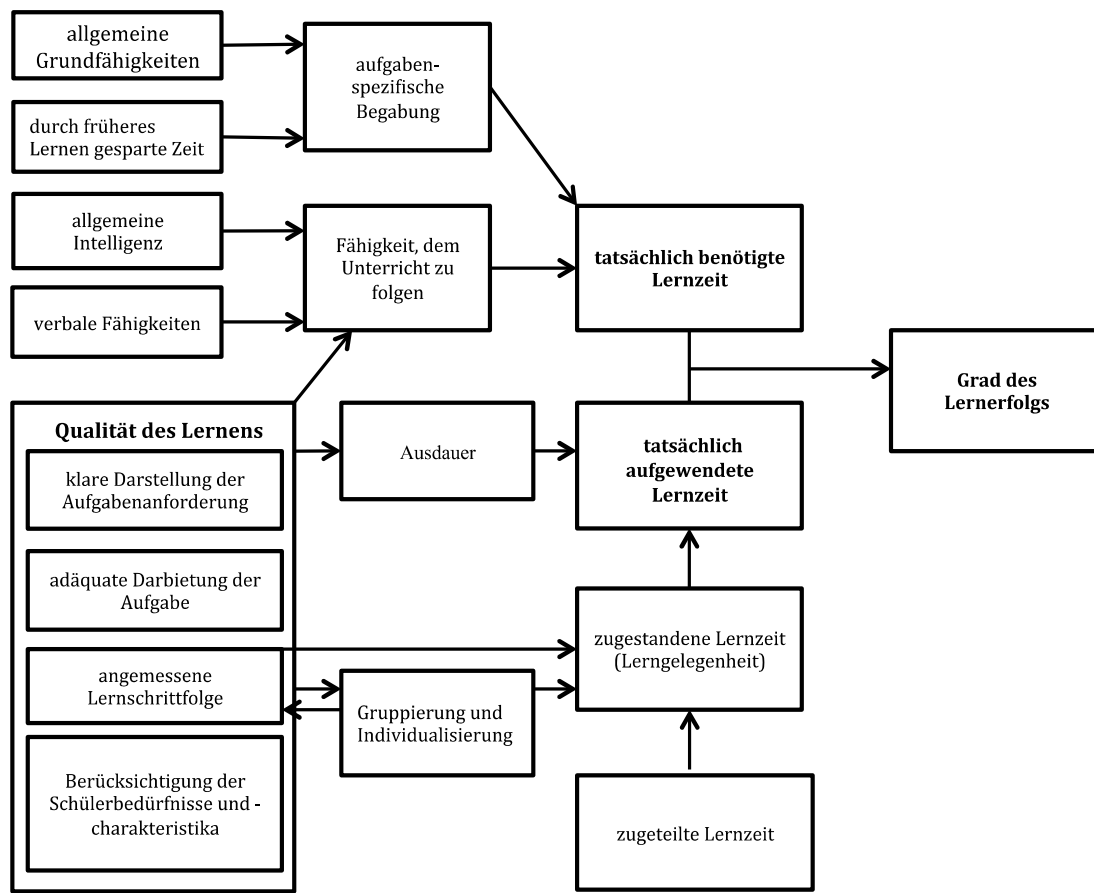 allgemeine
Grundfähigkeiten
durch früheres
Lernen gesparte Zeit
allgemeine
Intelligenz
verbale Fähigkeiten
aufgaben-
spezifische
Begabung
Fähigkeit, dem
Unterricht zu
folgen
tatsächlich benötigte
Lernzeit
Grad des
Lernerfolgs
Qualität des Lernens
klare Darstellung der
Aufgabenanforderung
adäquate Darbietung der
Aufgabe
angemessene
Lernschrittfolge
Berücksichtigung der
Schülerbedürfnisse und -
charakteristika
Ausdauer
tatsächlich
aufgewendete
Lernzeit
Gruppierung und
Individualisierung
zugestandene Lernzeit
(Lerngelegenheit)
zugeteilte Lernzeit